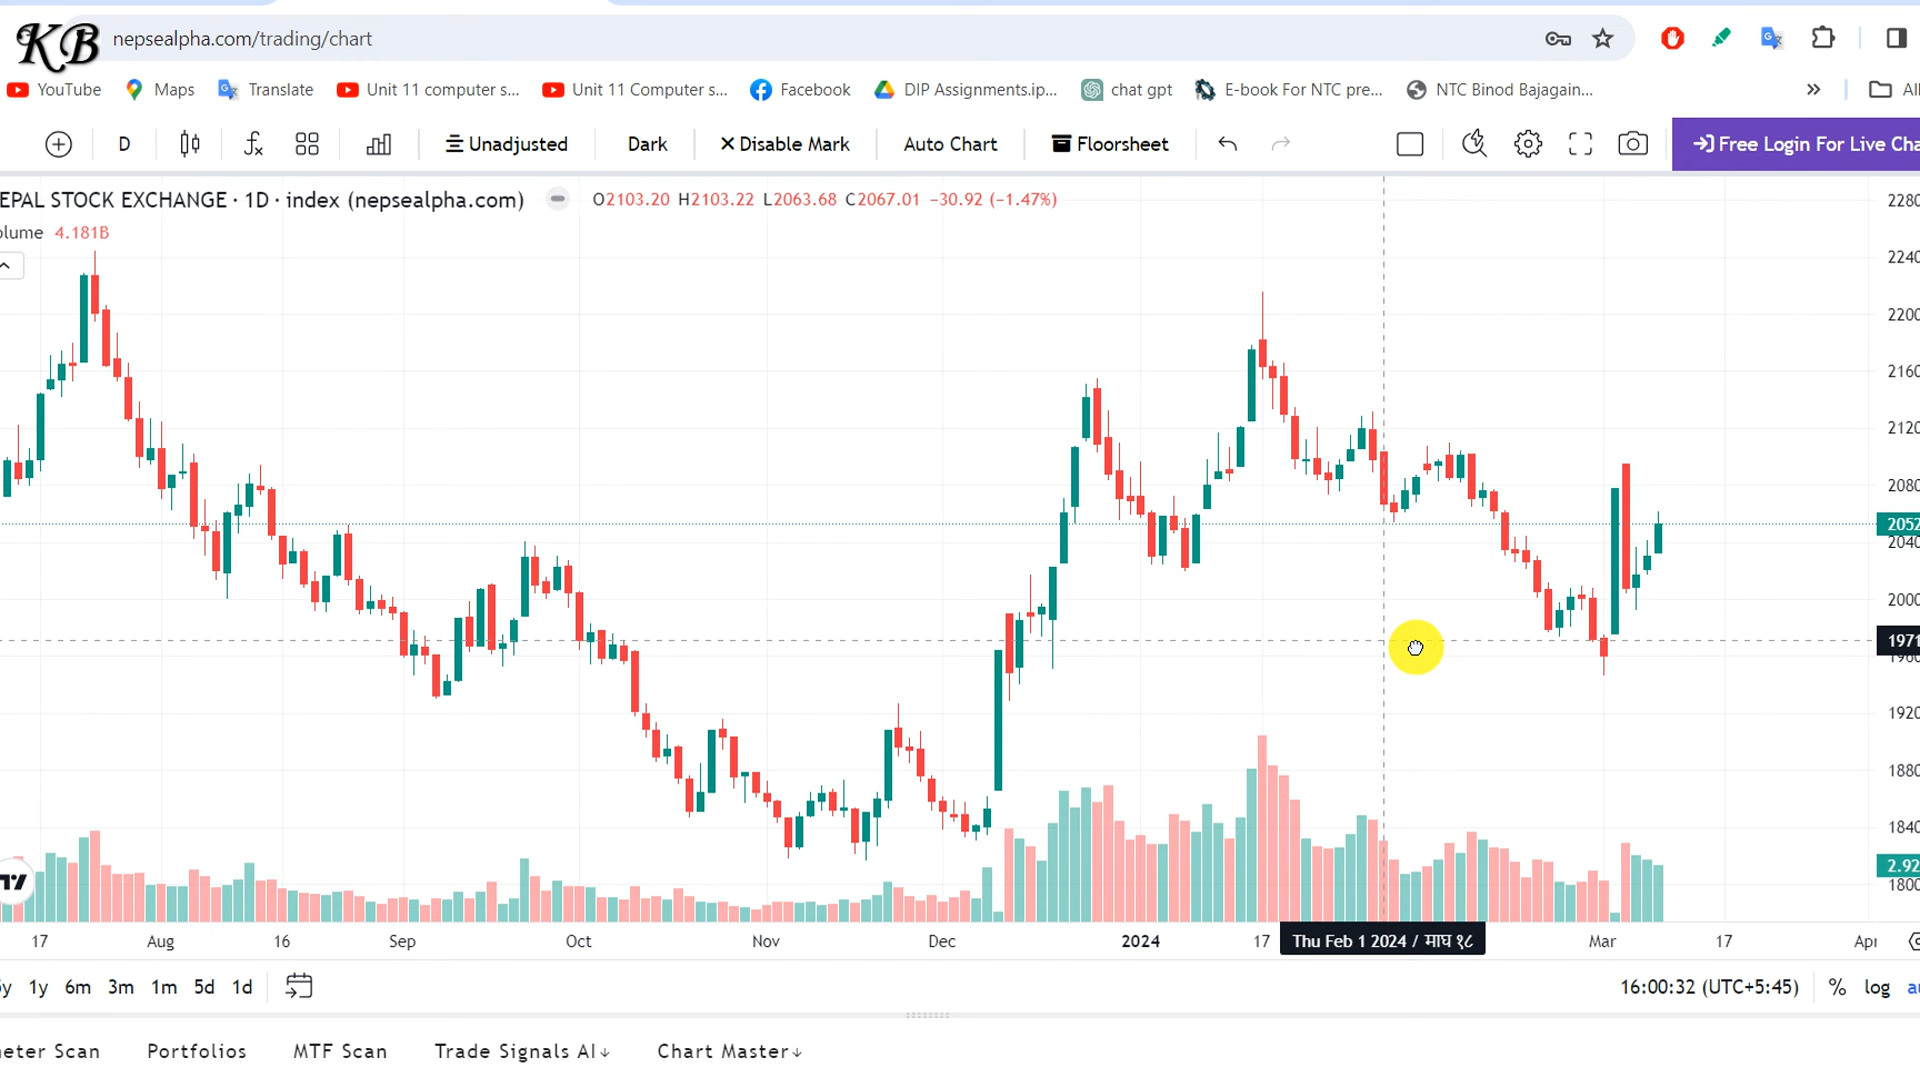 KB nepsealpha.com/trading/chart
YouTube Maps Translate Unit 11 computer s... Unit 11 Computer s... Facebook DIP Assignments.ip... chat gpt E-book For NTC pre... NTC Binod Bajagain... » All
D Unadjusted Dark × Disable Mark Auto Chart Floorsheet Free Login For Live Cha
EPAL STOCK EXCHANGE · 1D · index (nepsealpha.com) O2103.20 H2103.22 L2063.68 C2067.01 −30.92 (−1.47%)
olume 4.181B
2280
2240
2200
2160
2120
2080
2052
2040
2000
1971
1960
1920
1880
1840
2.92
1800
17 Aug 16 Sep Oct Nov Dec 2024 17 Thu Feb 1 2024 / माघ १८ Mar 17 Apr
5y 1y 6m 3m 1m 5d 1d 16:00:32 (UTC+5:45) % log au
eter Scan Portfolios MTF Scan Trade Signals AI↓ Chart Master↓